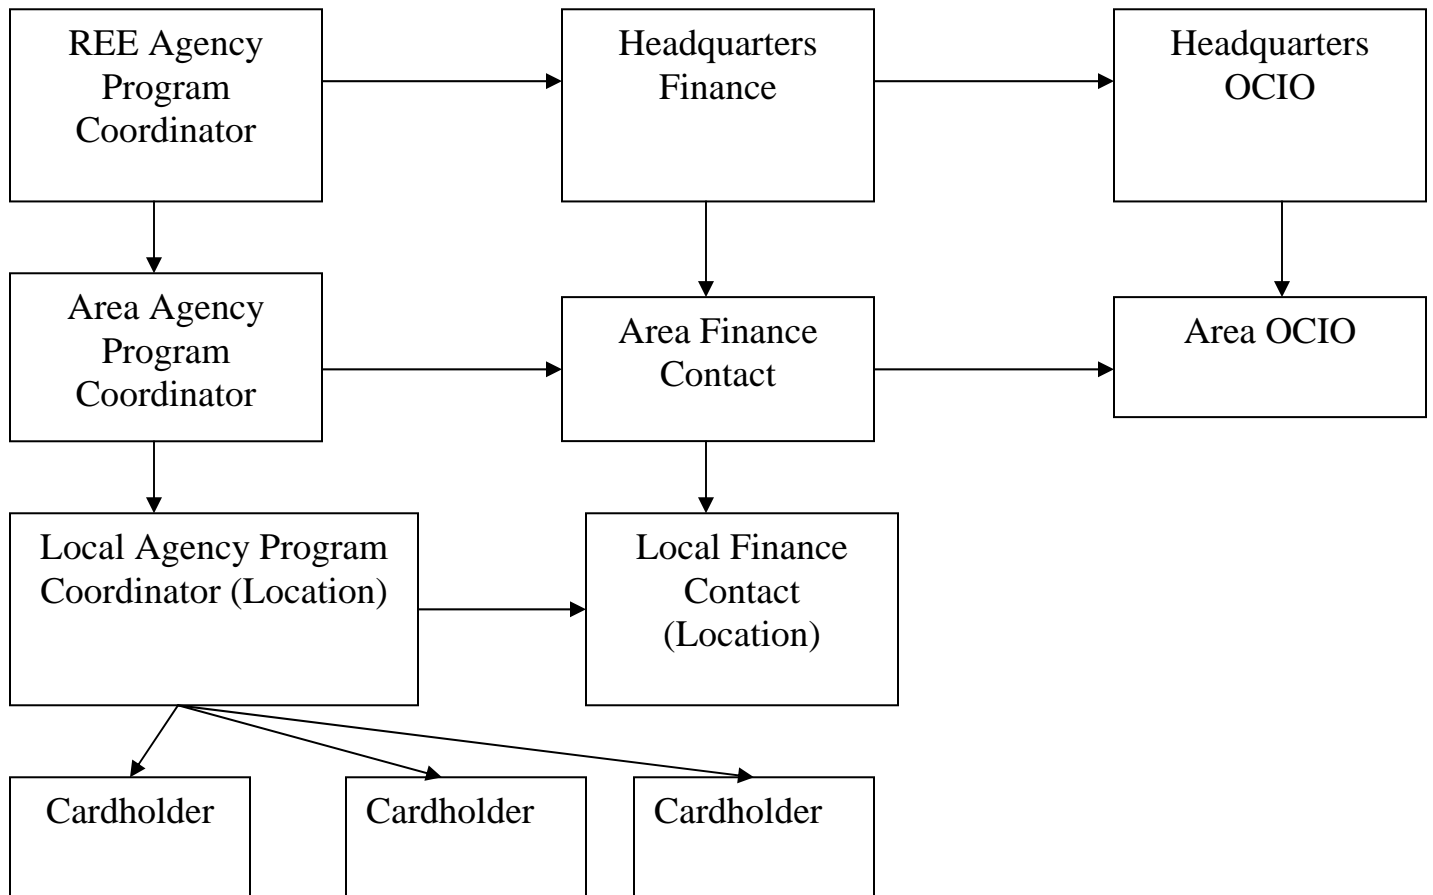 REE Agency
Program
Coordinator
Headquarters
Finance
Headquarters
OCIO
Area Agency
Program
Coordinator
Area Finance
Contact
Area OCIO
Local Agency Program
Coordinator (Location)
Local Finance
Contact
(Location)
Cardholder
Cardholder
Cardholder